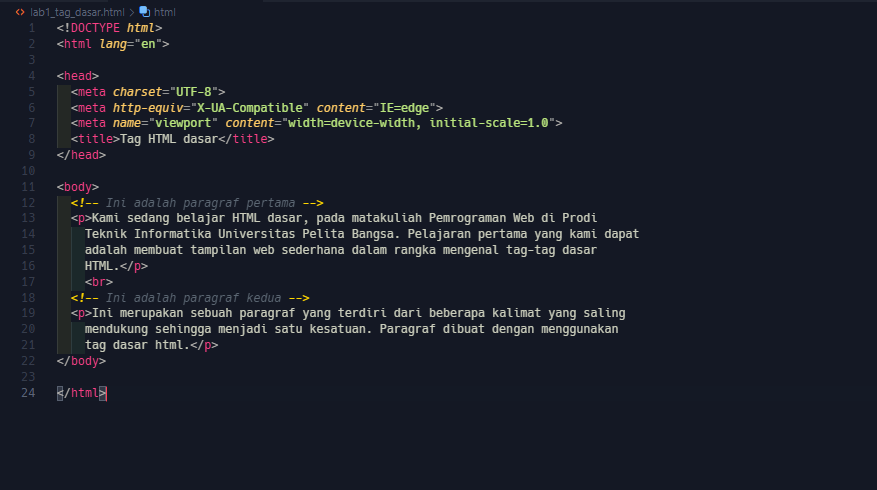 lab1_tag_dasar.html > html
1 <!DOCTYPE html>
2 <html lang="en">
3
4 <head>
5 <meta charset="UTF-8">
6 <meta http-equiv="X-UA-Compatible" content="IE=edge">
7 <meta name="viewport" content="width=device-width, initial-scale=1.0">
8 <title>Tag HTML dasar</title>
9 </head>
10
11 <body>
12 <!-- Ini adalah paragraf pertama -->
13 <p>Kami sedang belajar HTML dasar, pada matakuliah Pemrograman Web di Prodi
14 Teknik Informatika Universitas Pelita Bangsa. Pelajaran pertama yang kami dapat
15 adalah membuat tampilan web sederhana dalam rangka mengenal tag-tag dasar
16 HTML.</p>
17 <br>
18 <!-- Ini adalah paragraf kedua -->
19 <p>Ini merupakan sebuah paragraf yang terdiri dari beberapa kalimat yang saling
20 mendukung sehingga menjadi satu kesatuan. Paragraf dibuat dengan menggunakan
21 tag dasar html.</p>
22 </body>
23
24 </html>